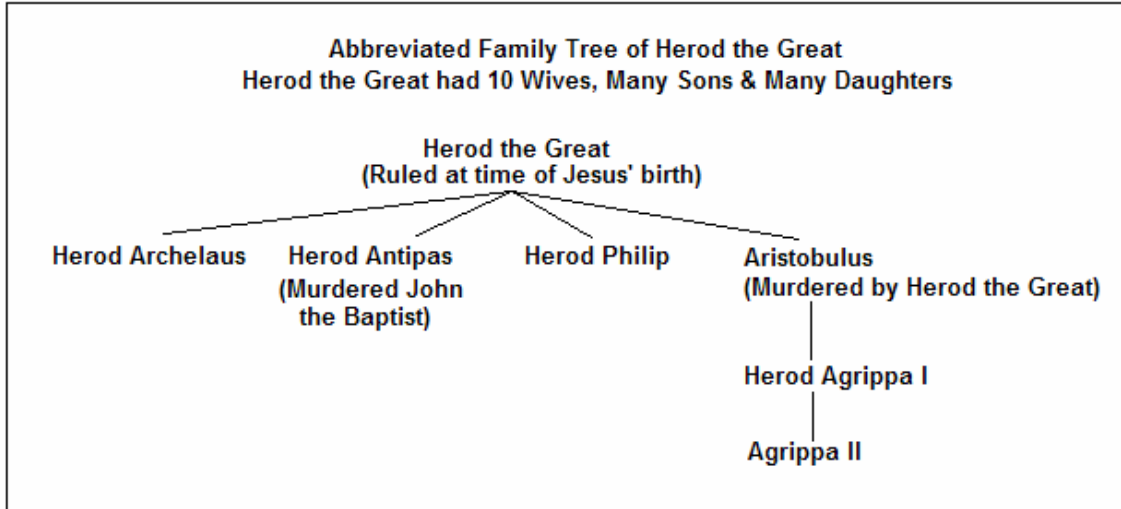 Abbreviated Family Tree of Herod the Great
Herod the Great had 10 Wives, Many Sons & Many Daughters
Herod the Great
(Ruled at time of Jesus' birth)
Herod Archelaus
Herod Antipas
(Murdered John
the Baptist)
Herod Philip
Aristobulus
(Murdered by Herod the Great)
Herod Agrippa I
Agrippa II